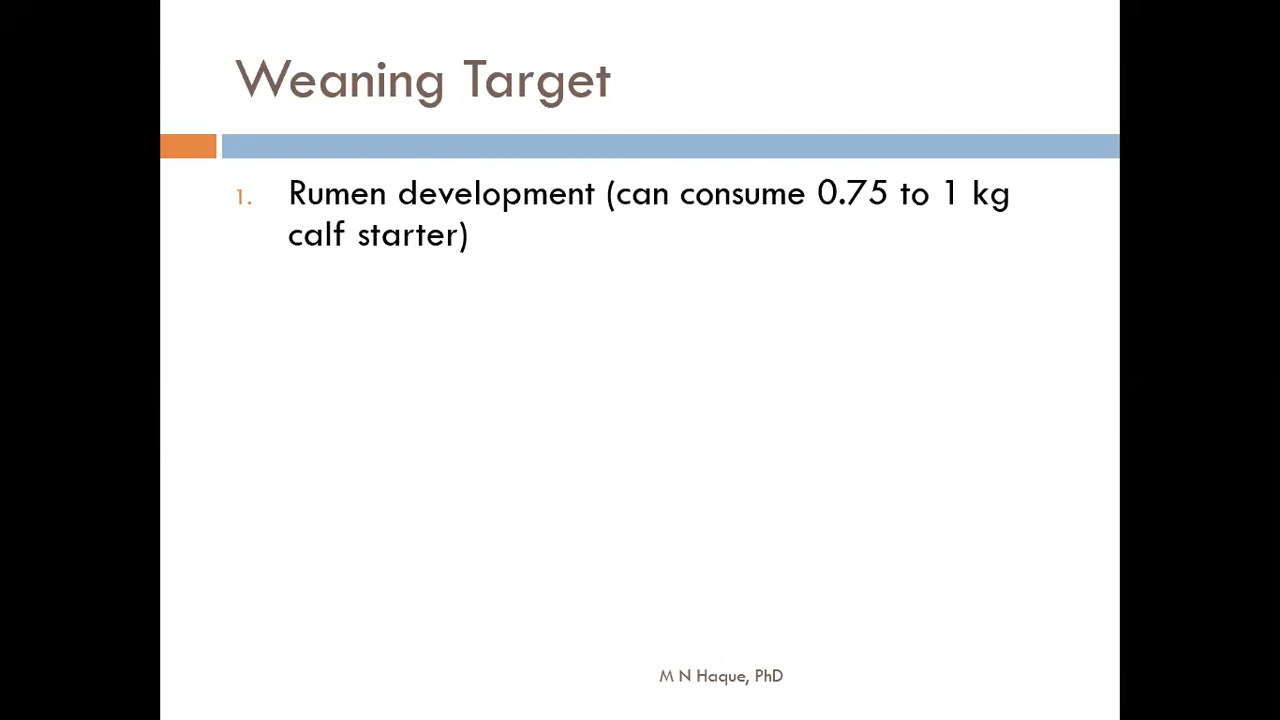 Weaning Target
1. Rumen development (can consume 0.75 to 1 kg
calf starter)
M N Haque, PhD